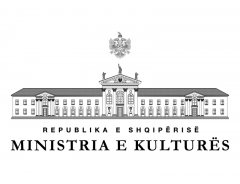 REPUBLIKA E SHQIPËRISË
MINISTRIA E KULTURËS